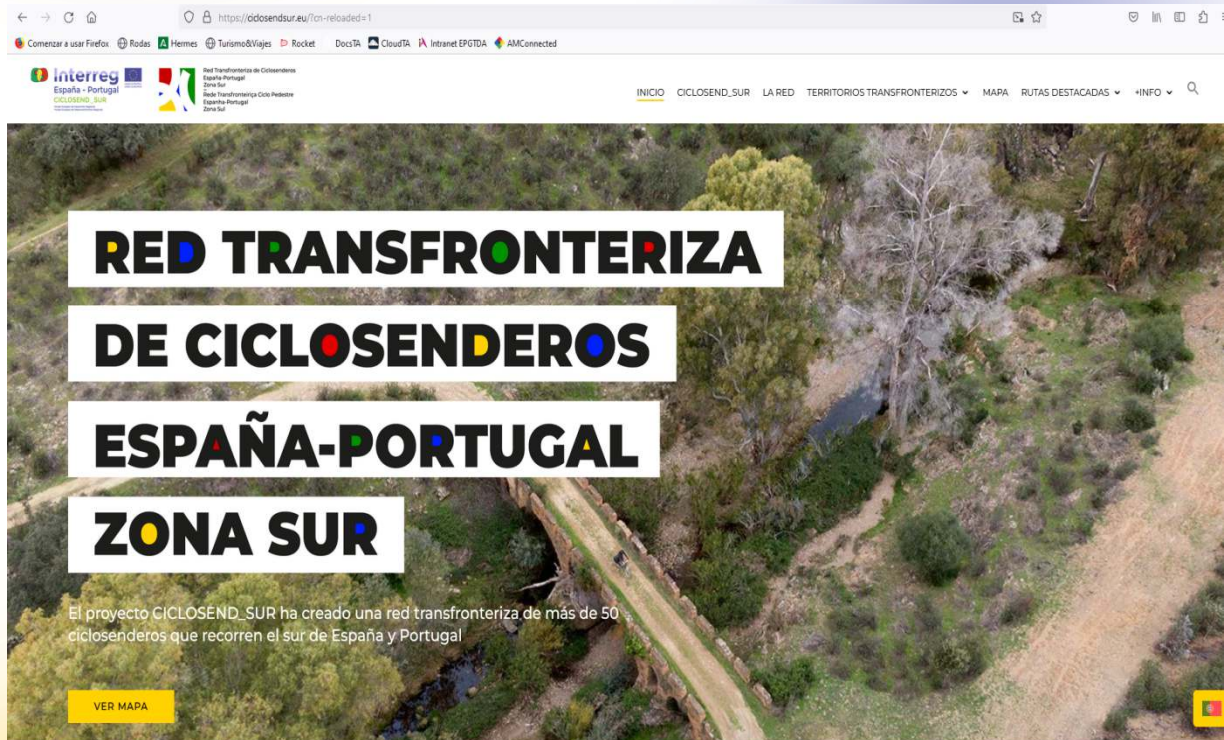 https://ciclosendsur.eu/?cn-reloaded=1
Comenzar a usar Firefox Rodas Hermes Turismo&Viajes Rocket DocsTA CloudTA Intranet EPGTDA AMConnected
Interreg
España - Portugal
CICLOSEND_SUR
Red Transfronteriza de Ciclosenderos
España-Portugal
Zona Sur
Rede Transfronteiriça Ciclo Pedestre
Espanha-Portugal
Zona Sul
INICIO CICLOSEND_SUR LA RED TERRITORIOS TRANSFRONTERIZOS MAPA RUTAS DESTACADAS +INFO
RED TRANSFRONTERIZA
DE CICLOSENDEROS
ESPAÑA-PORTUGAL
ZONA SUR
El proyecto CICLOSEND_SUR ha creado una red transfronteriza de más de 50
ciclosenderos que recorren el sur de España y Portugal
VER MAPA